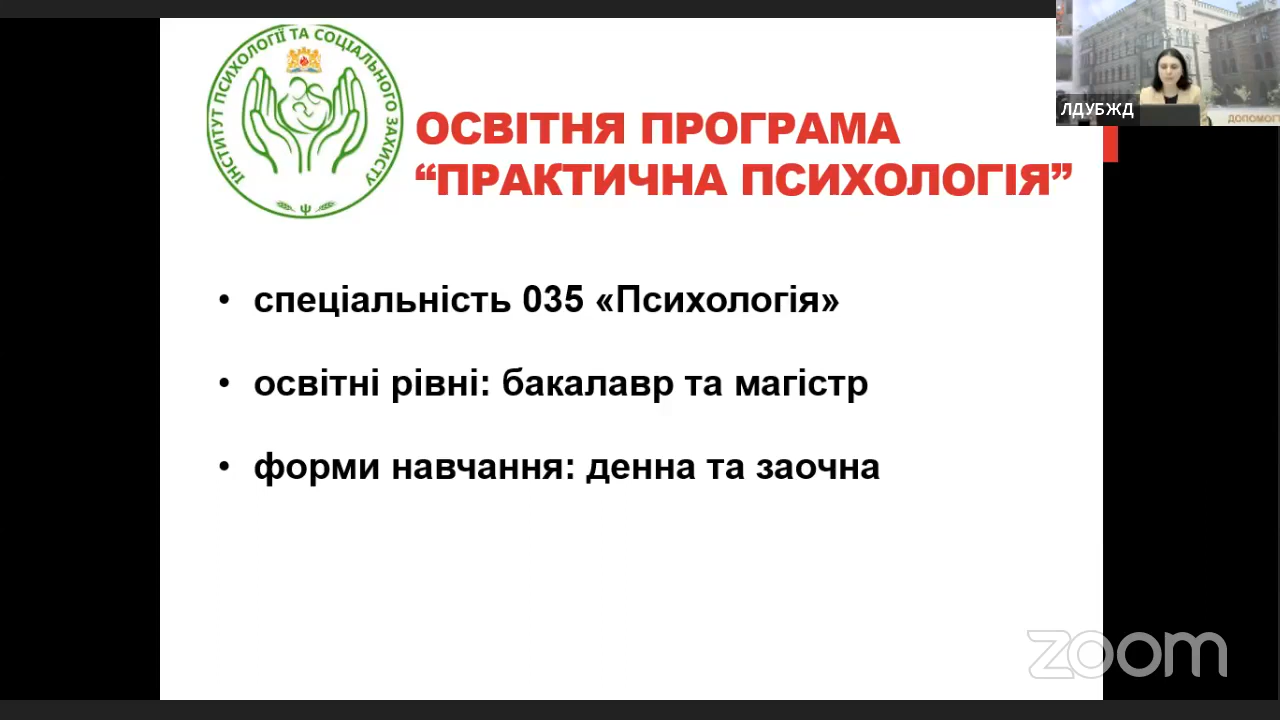 ІНСТИТУТ ПСИХОЛОГІЇ ТА СОЦІАЛЬНОГО ЗАХИСТУ
ОСВІТНЯ ПРОГРАМА
“ПРАКТИЧНА ПСИХОЛОГІЯ”
ЛДУБЖД
• спеціальність 035 «Психологія»
• освітні рівні: бакалавр та магістр
• форми навчання: денна та заочна
zoom